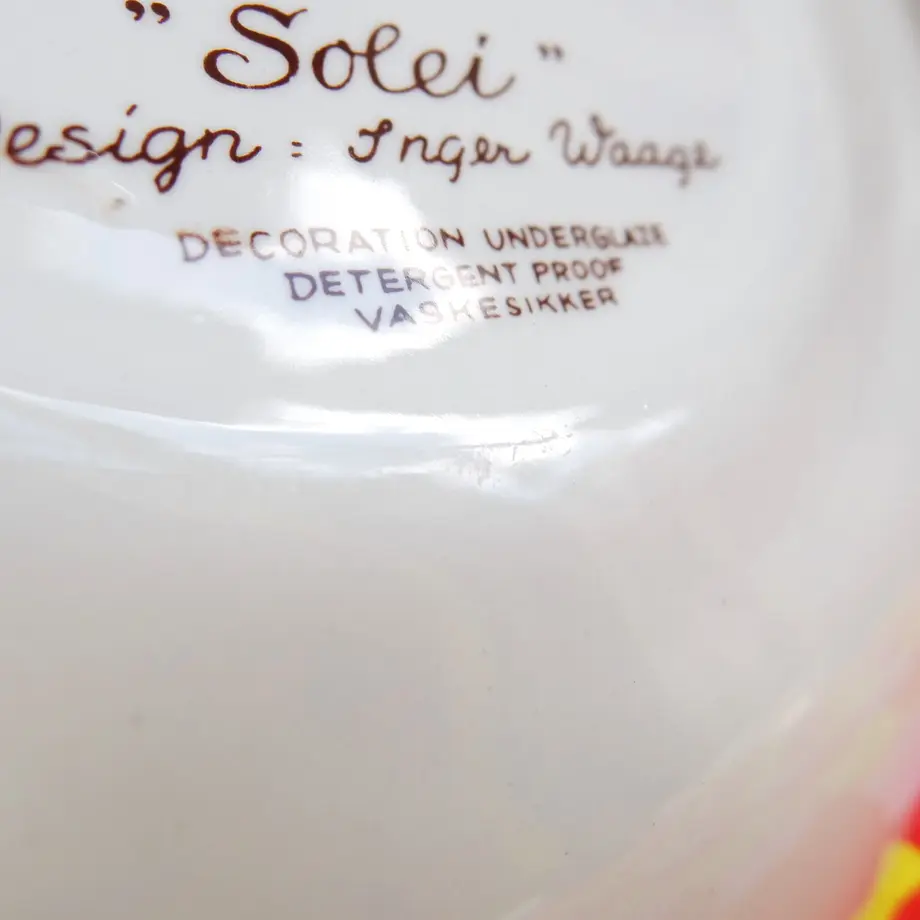 ” Solei ”
esign : Inger Waage
DECORATION UNDERGLAZE
DETERGENT PROOF
VASKESIKKER